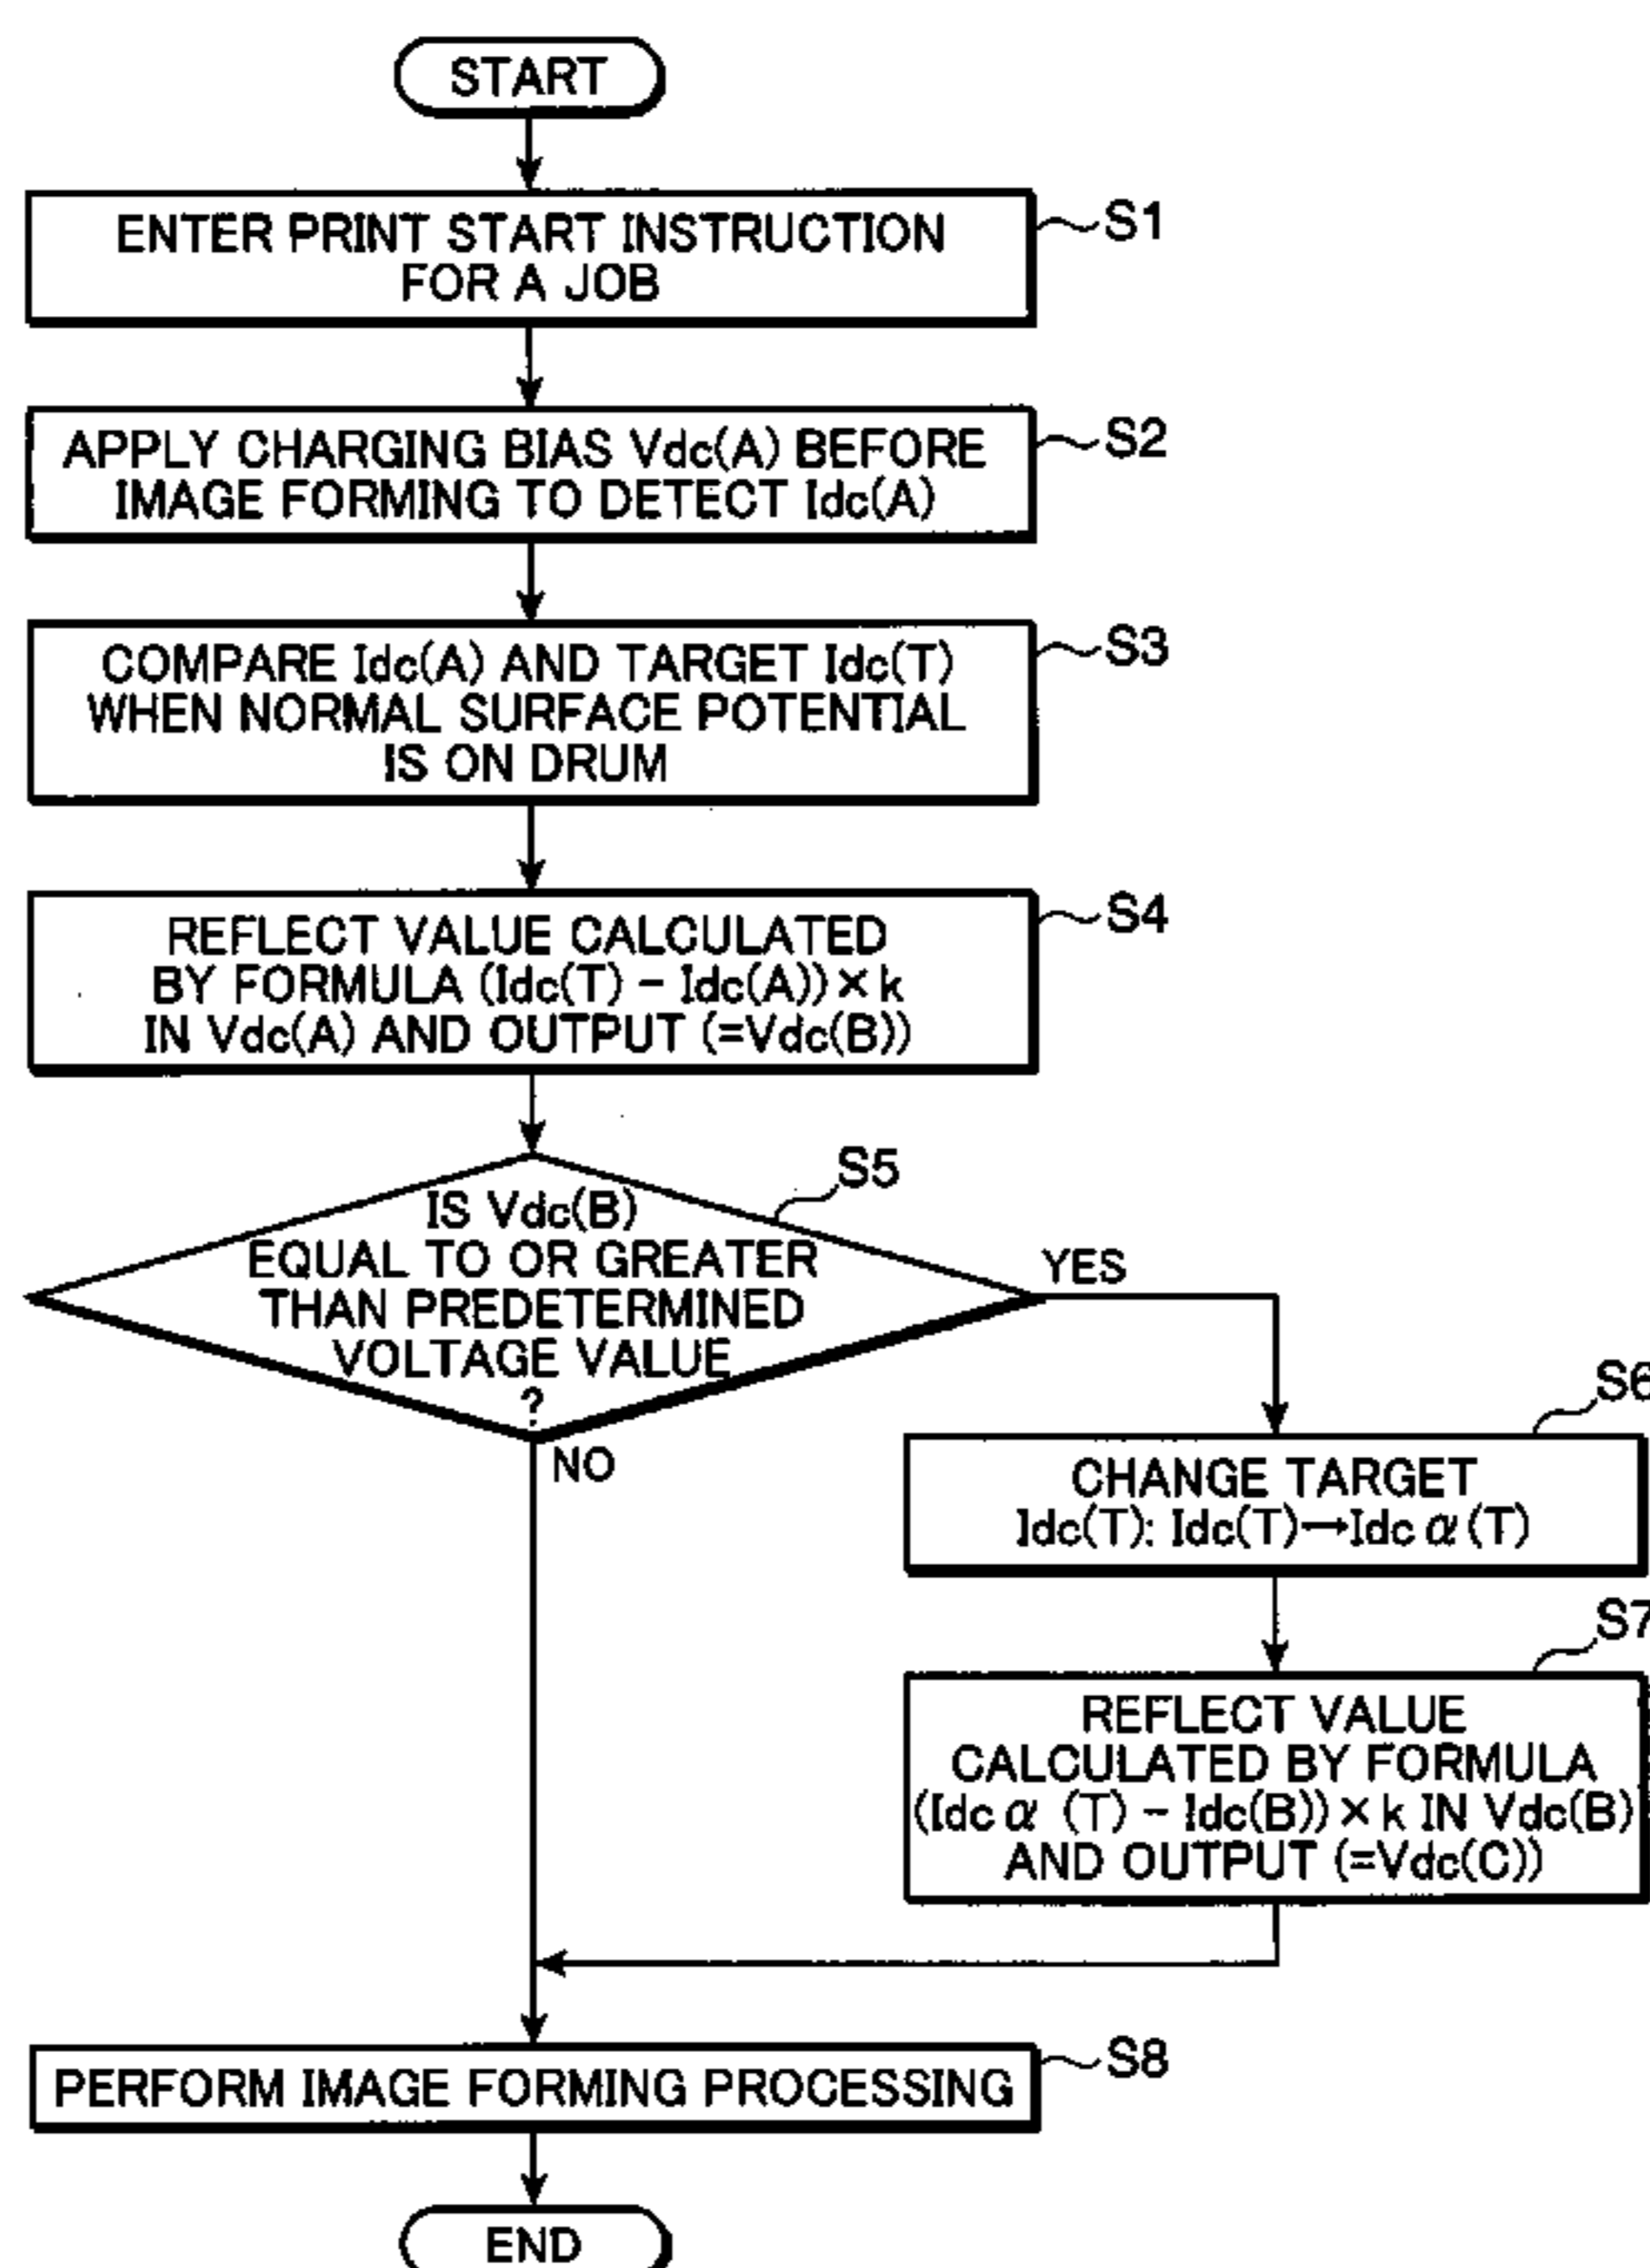 START
ENTER PRINT START INSTRUCTION
FOR A JOB
S1
APPLY CHARGING BIAS Vdc(A) BEFORE
IMAGE FORMING TO DETECT Idc(A)
S2
COMPARE Idc(A) AND TARGET Idc(T)
WHEN NORMAL SURFACE POTENTIAL
IS ON DRUM
S3
REFLECT VALUE CALCULATED
BY FORMULA (Idc(T) - Idc(A)) × k
IN Vdc(A) AND OUTPUT (=Vdc(B))
S4
IS Vdc(B)
EQUAL TO OR GREATER
THAN PREDETERMINED
VOLTAGE VALUE
?
S5
YES
NO
S6
CHANGE TARGET
Idc(T): Idc(T)→Idc α (T)
S7
REFLECT VALUE
CALCULATED BY FORMULA
(Idc α (T) - Idc(B)) × k IN Vdc(B)
AND OUTPUT (=Vdc(C))
PERFORM IMAGE FORMING PROCESSING
S8
END